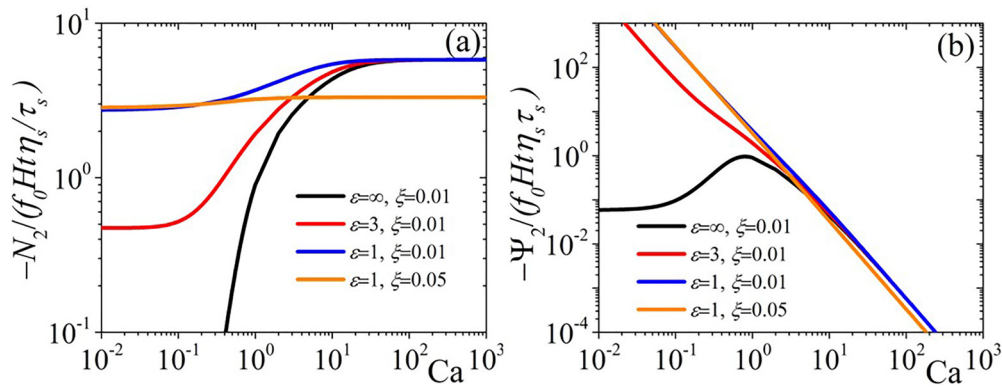 (a)
10^1
10^0
10^-1
-N_2/(f_0Htη_s/τ_s)
ε=∞, ξ=0.01
ε=3, ξ=0.01
ε=1, ξ=0.01
ε=1, ξ=0.05
10^-2 10^-1 10^0 10^1 10^2 10^3
Ca
(b)
10^2
10^0
10^-2
10^-4
-Ψ_2/(f_0Htη_sτ_s)
ε=∞, ξ=0.01
ε=3, ξ=0.01
ε=1, ξ=0.01
ε=1, ξ=0.05
10^-2 10^-1 10^0 10^1 10^2 10^3
Ca